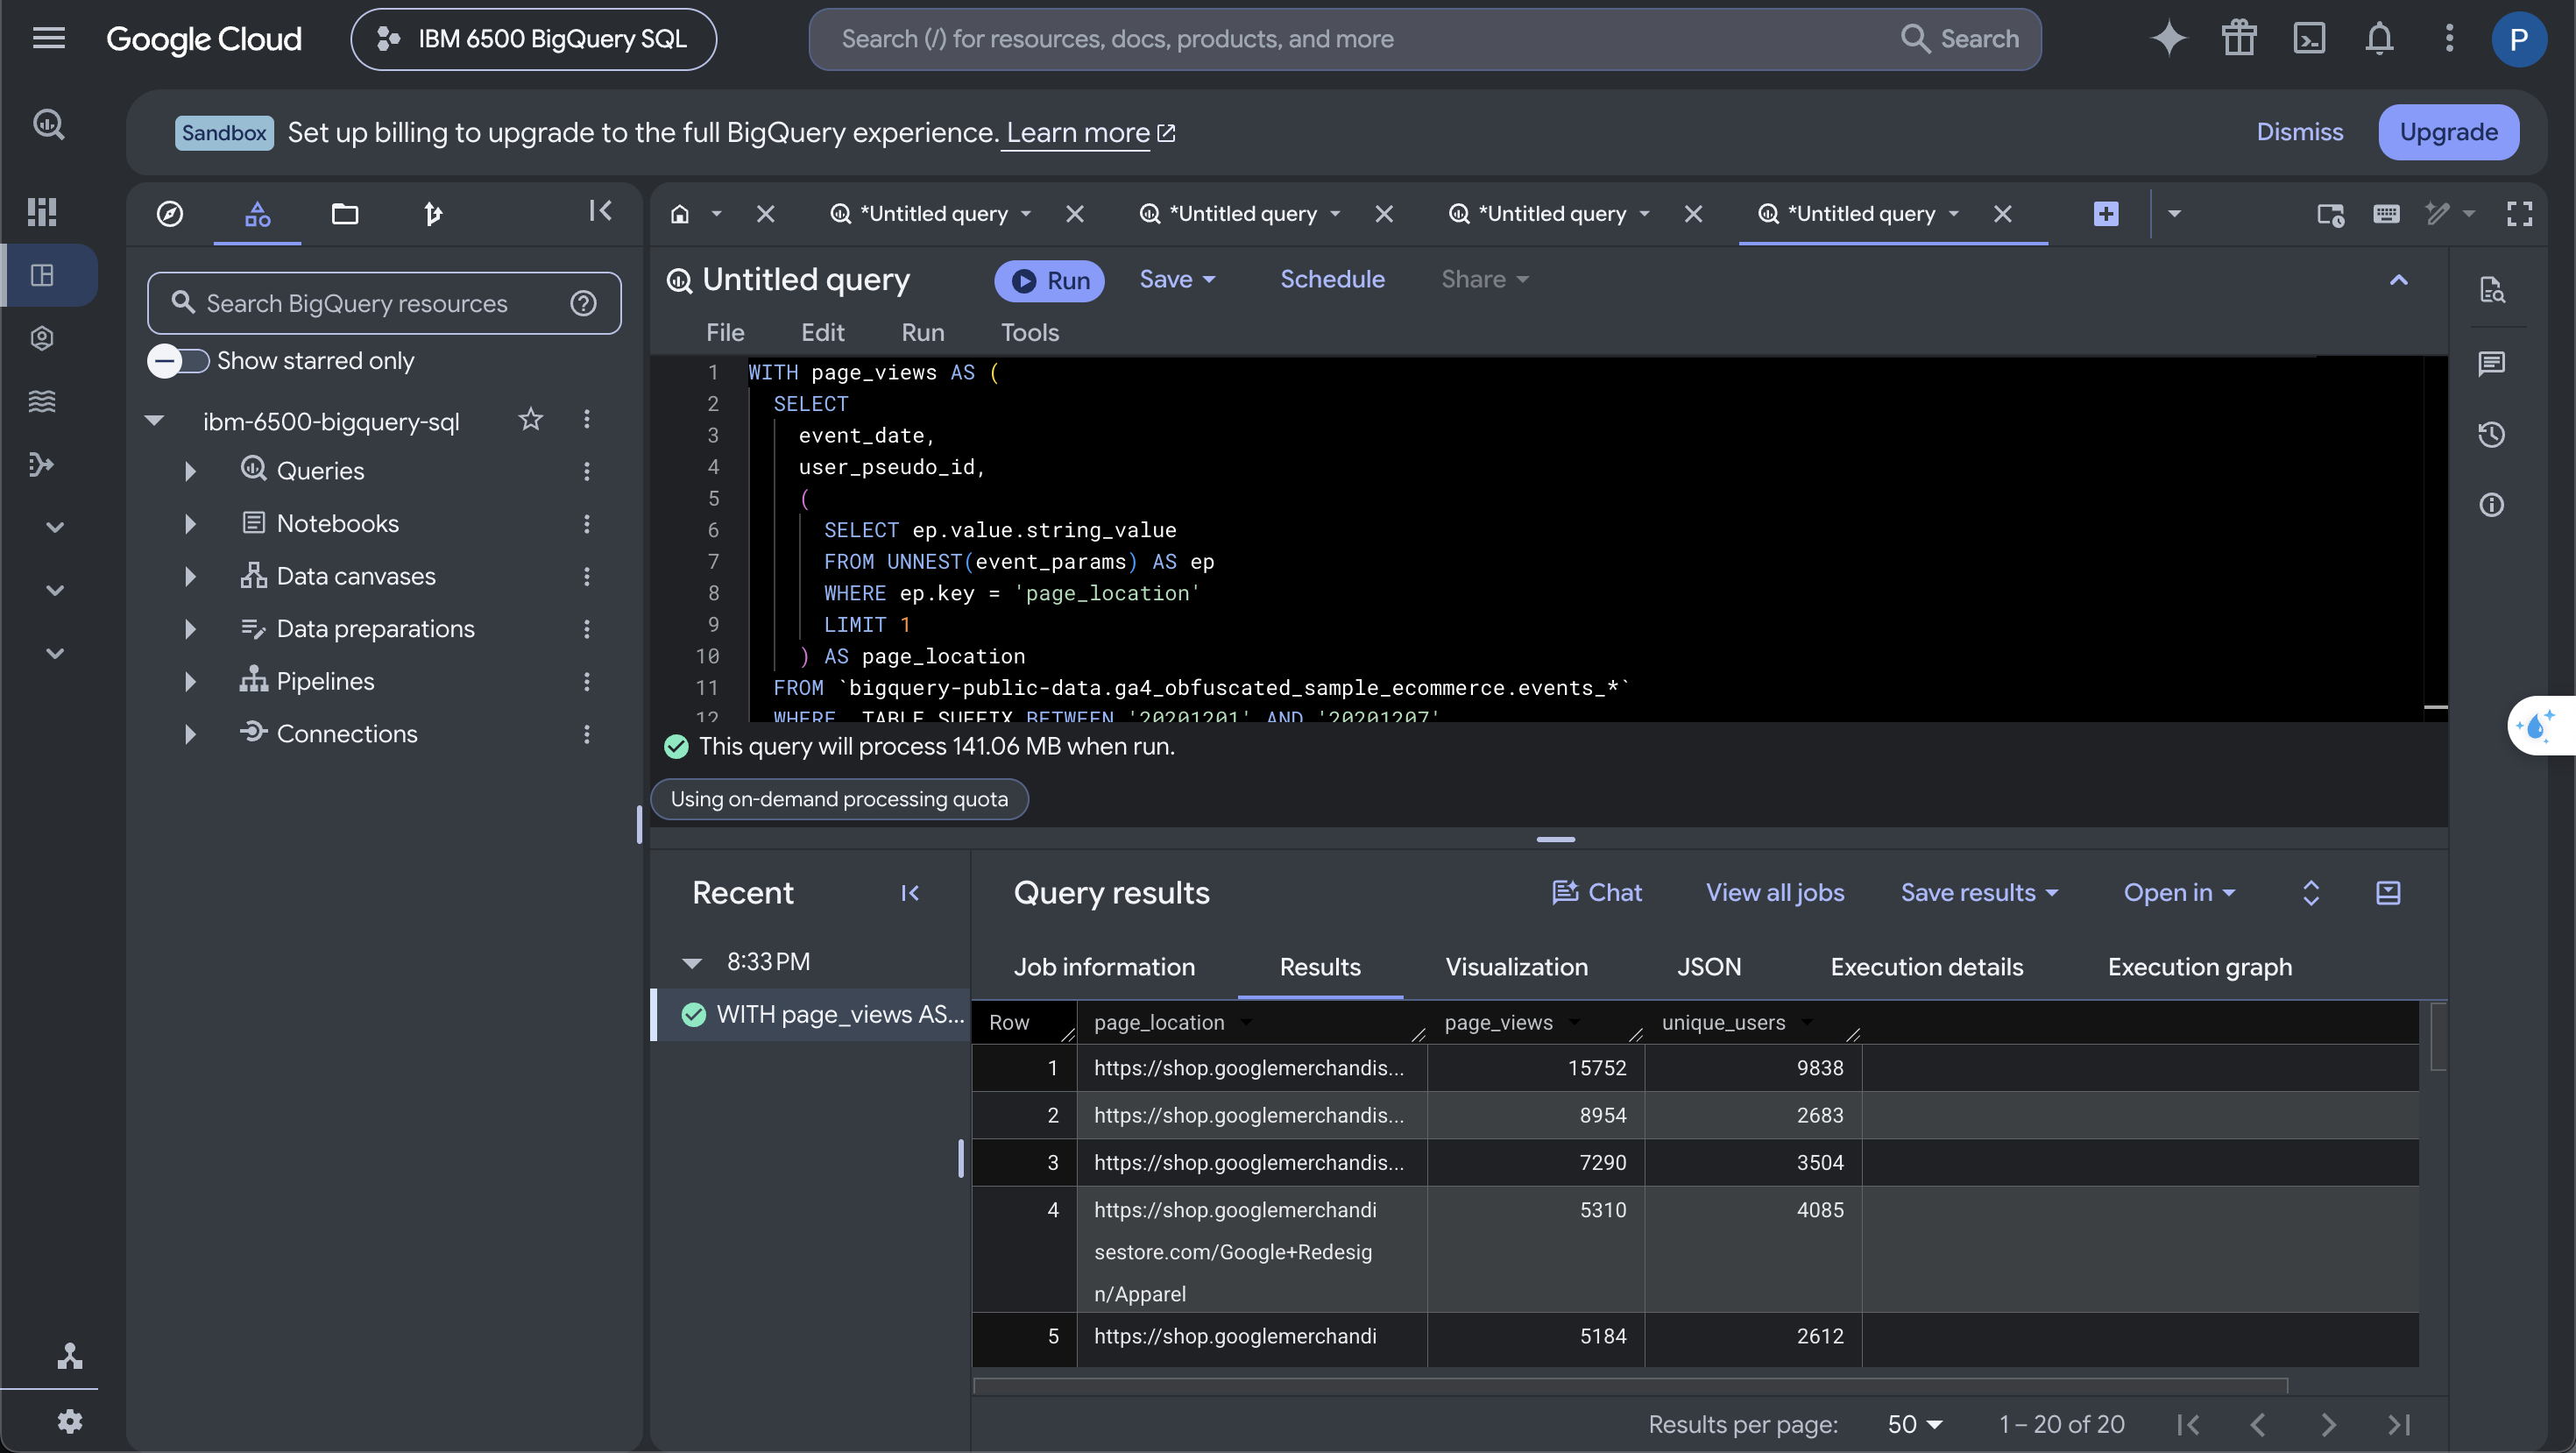 Google Cloud
IBM 6500 BigQuery SQL
Search (/) for resources, docs, products, and more
Search
P
Sandbox
Set up billing to upgrade to the full BigQuery experience. Learn more
Dismiss
Upgrade
*Untitled query
*Untitled query
*Untitled query
*Untitled query
Search BigQuery resources
Show starred only
ibm-6500-bigquery-sql
Queries
Notebooks
Data canvases
Data preparations
Pipelines
Connections
Untitled query
Run
Save
Schedule
Share
File
Edit
Run
Tools
1 WITH page_views AS (
2 SELECT
3 event_date,
4 user_pseudo_id,
5 (
6 SELECT ep.value.string_value
7 FROM UNNEST(event_params) AS ep
8 WHERE ep.key = 'page_location'
9 LIMIT 1
10 ) AS page_location
11 FROM `bigquery-public-data.ga4_obfuscated_sample_ecommerce.events_*`
12 WHERE _TABLE_SUFFIX BETWEEN '20201201' AND '20201207'
This query will process 141.06 MB when run.
Using on-demand processing quota
Recent
8:33 PM
WITH page_views AS...
Query results
Chat
View all jobs
Save results
Open in
Job information
Results
Visualization
JSON
Execution details
Execution graph
Row page_location page_views unique_users
1 https://shop.googlemerchandis... 15752 9838
2 https://shop.googlemerchandis... 8954 2683
3 https://shop.googlemerchandis... 7290 3504
4 https://shop.googlemerchandi 5310 4085
sestore.com/Google+Redesig
n/Apparel
5 https://shop.googlemerchandi 5184 2612
Results per page: 50 1 – 20 of 20